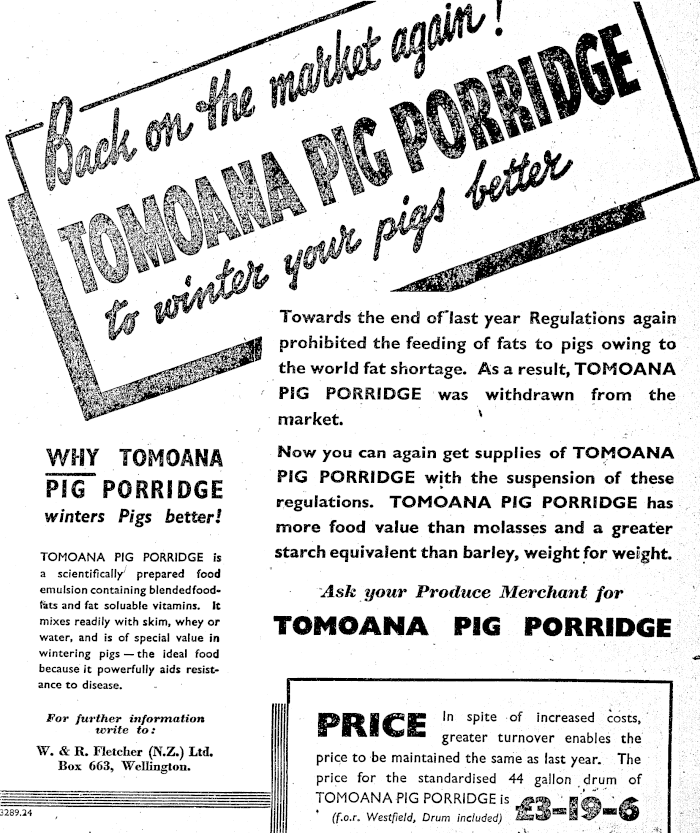 Back on the market again!
TOMOANA PIG PORRIDGE
to winter your pigs better
Towards the end of last year Regulations again
prohibited the feeding of fats to pigs owing to
the world fat shortage. As a result, TOMOANA
PIG PORRIDGE was withdrawn from the
market.
Now you can again get supplies of TOMOANA
PIG PORRIDGE with the suspension of these
regulations. TOMOANA PIG PORRIDGE has
more food value than molasses and a greater
starch equivalent than barley, weight for weight.
Ask your Produce Merchant for
TOMOANA PIG PORRIDGE
WHY TOMOANA
PIG PORRIDGE
winters Pigs better!
TOMOANA PIG PORRIDGE is
a scientifically prepared food
emulsion containing blended food-
fats and fat soluable vitamins. It
mixes readily with skim, whey or
water, and is of special value in
wintering pigs — the ideal food
because it powerfully aids resist-
ance to disease.
For further information
write to:
W. & R. Fletcher (N.Z.) Ltd.
Box 663, Wellington.
3289.24
PRICE In spite of increased costs,
greater turnover enables the
price to be maintained the same as last year. The
price for the standardised 44 gallon drum of
TOMOANA PIG PORRIDGE is £3-19-6
(f.o.r. Westfield, Drum included)